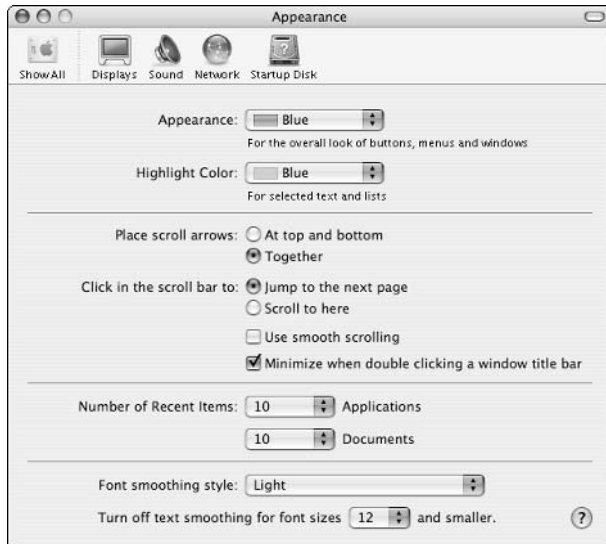 Appearance
Show All Displays Sound Network Startup Disk
Appearance: Blue
For the overall look of buttons, menus and windows
Highlight Color: Blue
For selected text and lists
Place scroll arrows: At top and bottom
Together
Click in the scroll bar to: Jump to the next page
Scroll to here
Use smooth scrolling
Minimize when double clicking a window title bar
Number of Recent Items: 10 Applications
10 Documents
Font smoothing style: Light
Turn off text smoothing for font sizes 12 and smaller. ?